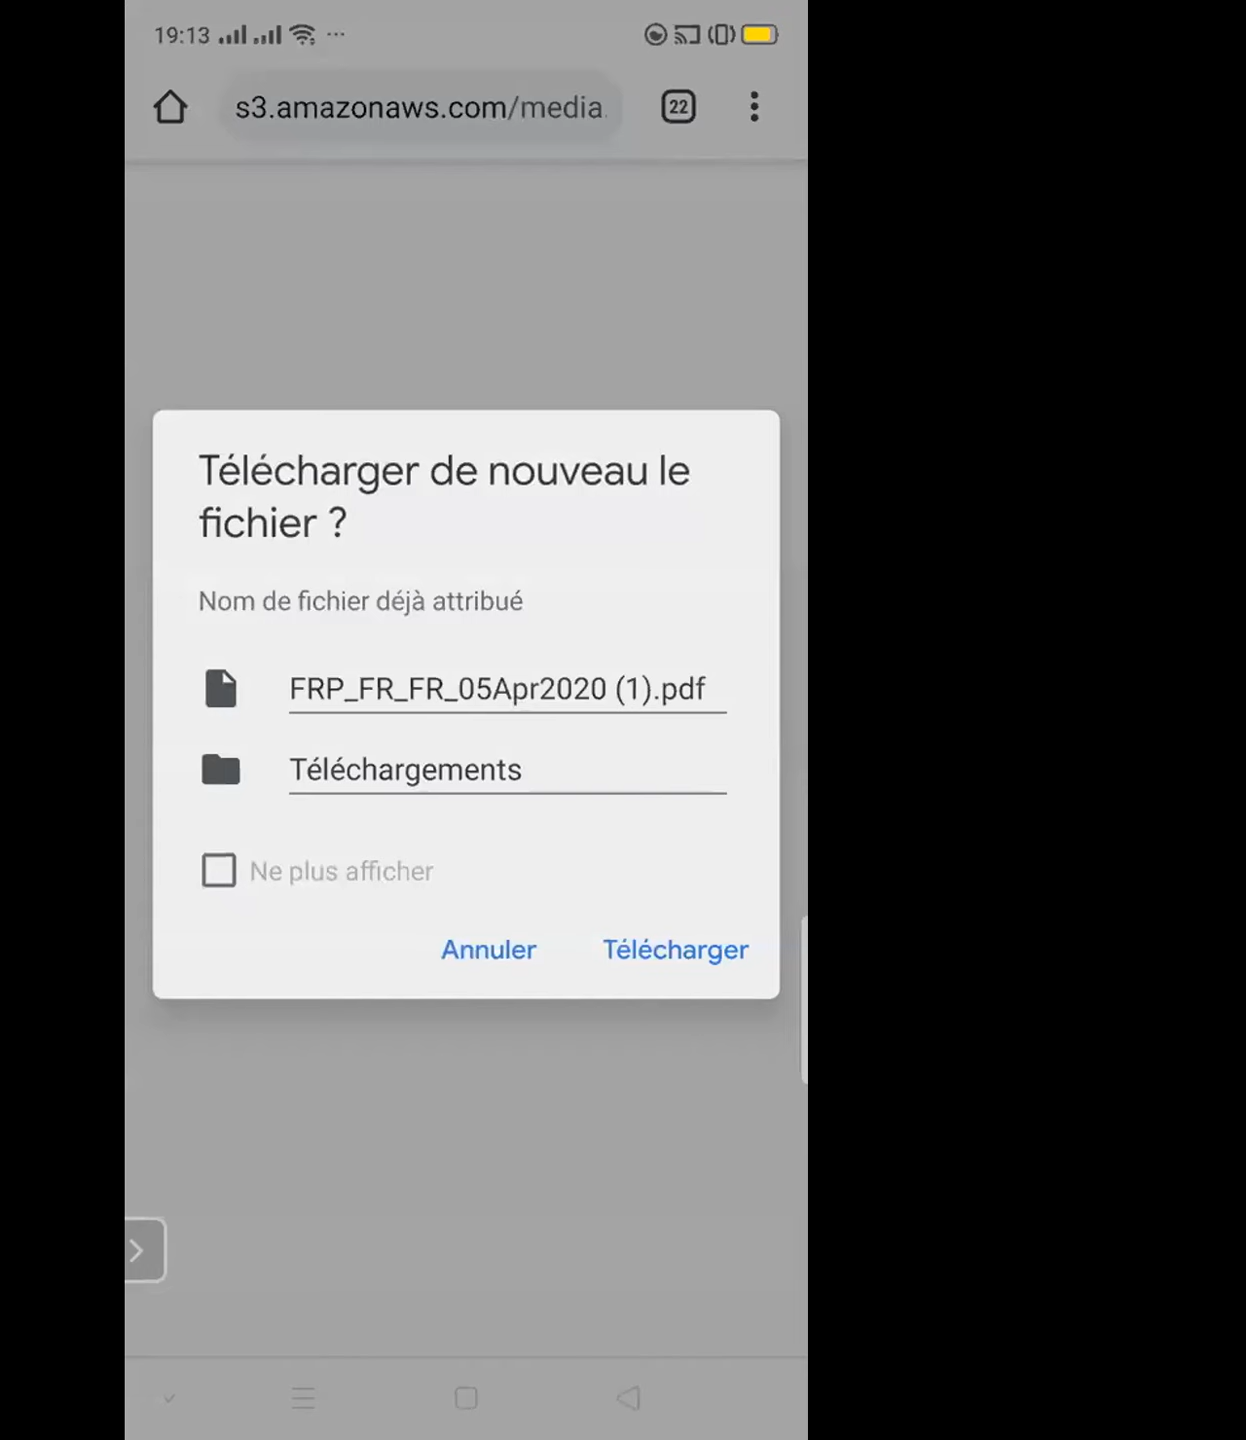 19:13
s3.amazonaws.com/media.
22
Télécharger de nouveau le
fichier ?
Nom de fichier déjà attribué
FRP_FR_FR_05Apr2020 (1).pdf
Téléchargements
Ne plus afficher
Annuler Télécharger